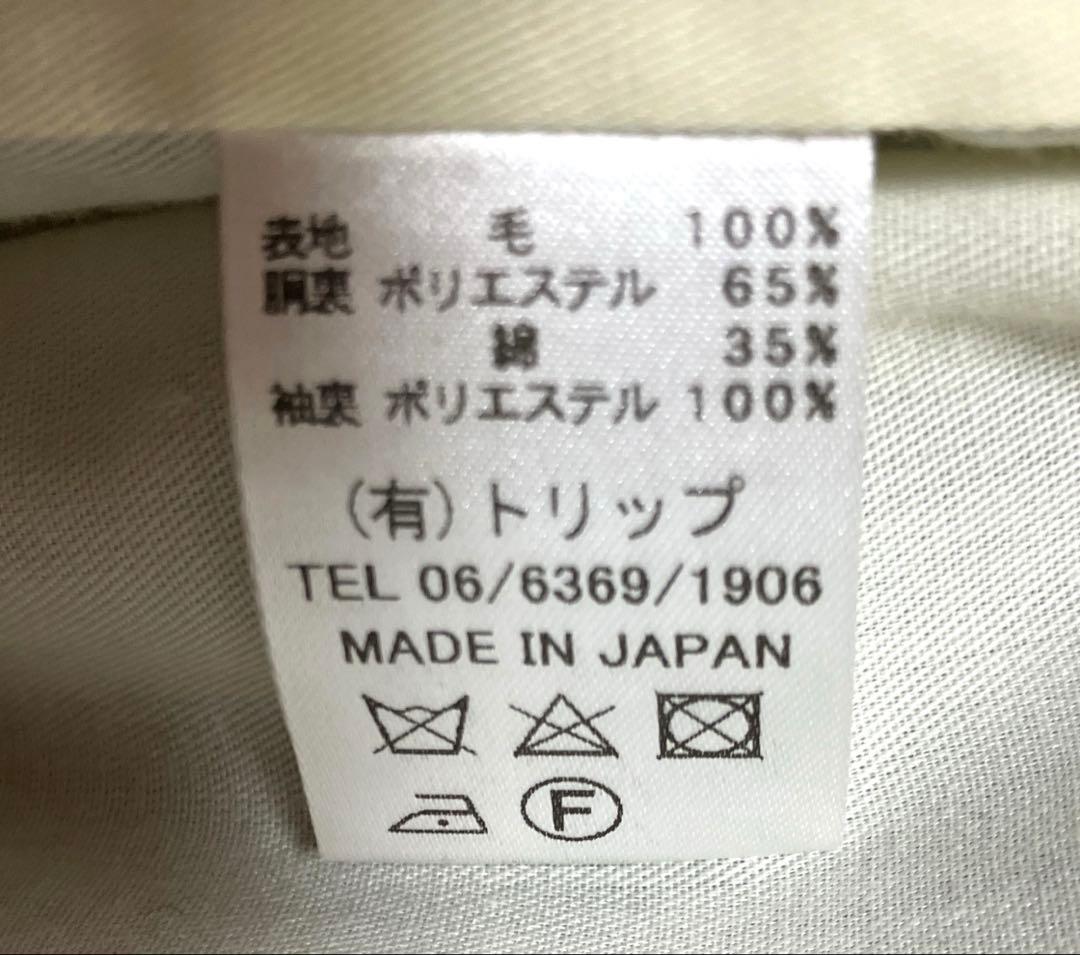 表地 毛 100%
胴裏 ポリエステル 65%
綿 35%
袖裏 ポリエステル 100%
(有)トリップ
TEL 06/6369/1906
MADE IN JAPAN
F